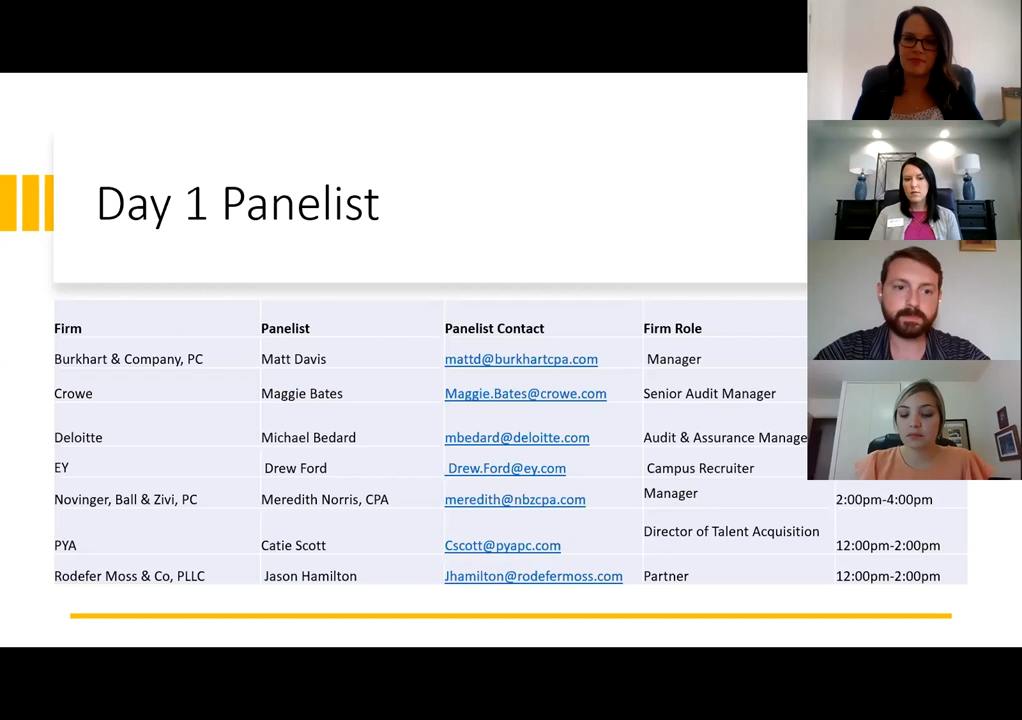 Day 1 Panelist
Firm Panelist Panelist Contact Firm Role
Burkhart & Company, PC Matt Davis mattd@burkhartcpa.com Manager
Crowe Maggie Bates Maggie.Bates@crowe.com Senior Audit Manager
Deloitte Michael Bedard mbedard@deloitte.com Audit & Assurance Manage
EY Drew Ford Drew.Ford@ey.com Campus Recruiter
Novinger, Ball & Zivi, PC Meredith Norris, CPA meredith@nbzcpa.com Manager 2:00pm-4:00pm
PYA Catie Scott Cscott@pyapc.com Director of Talent Acquisition 12:00pm-2:00pm
Rodefer Moss & Co, PLLC Jason Hamilton Jhamilton@rodefermoss.com Partner 12:00pm-2:00pm